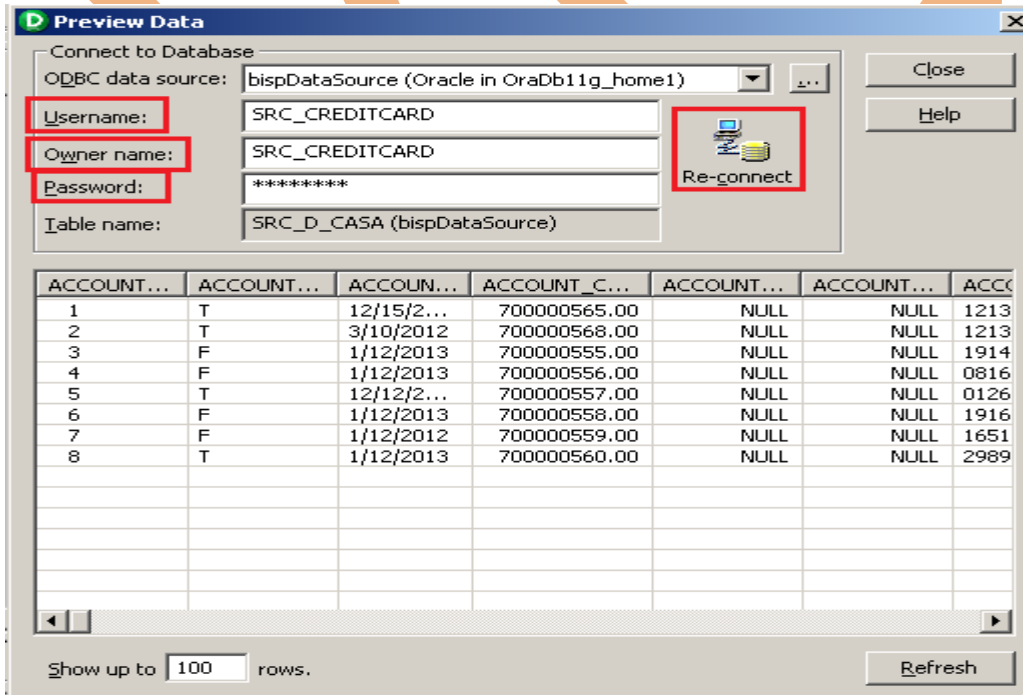 Preview Data
Connect to Database
ODBC data source: bispDataSource (Oracle in OraDb11g_home1) ... Close
Username: SRC_CREDITCARD Help
Owner name: SRC_CREDITCARD
Password: ******** Re-connect
Table name: SRC_D_CASA (bispDataSource)
ACCOUNT... ACCOUNT... ACCOUN... ACCOUNT_C... ACCOUNT... ACCOUNT... ACC
1 T 12/15/2... 700000565.00 NULL NULL 1213
2 T 3/10/2012 700000568.00 NULL NULL 1213
3 F 1/12/2013 700000555.00 NULL NULL 1914
4 F 1/12/2013 700000556.00 NULL NULL 0816
5 T 12/12/2... 700000557.00 NULL NULL 0126
6 F 1/12/2013 700000558.00 NULL NULL 1916
7 F 1/12/2012 700000559.00 NULL NULL 1651
8 T 1/12/2013 700000560.00 NULL NULL 2989
Show up to 100 rows. Refresh